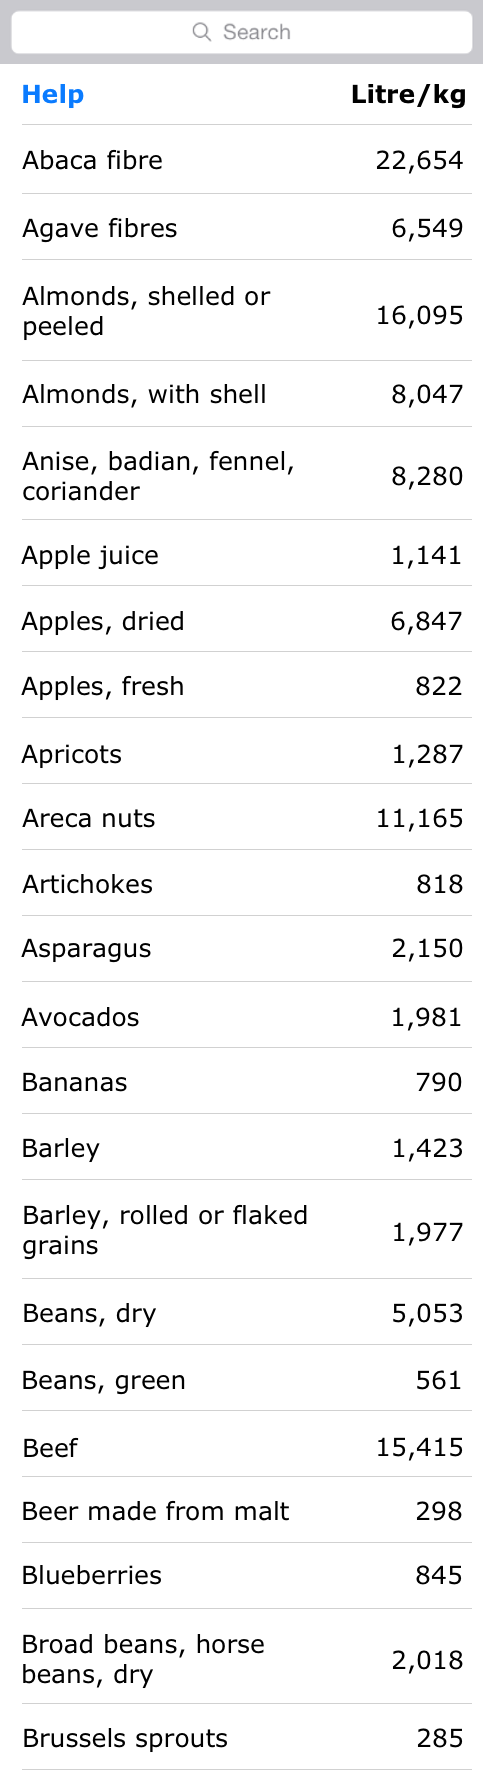 Search
Help Litre/kg
Abaca fibre 22,654
Agave fibres 6,549
Almonds, shelled or
peeled 16,095
Almonds, with shell 8,047
Anise, badian, fennel,
coriander 8,280
Apple juice 1,141
Apples, dried 6,847
Apples, fresh 822
Apricots 1,287
Areca nuts 11,165
Artichokes 818
Asparagus 2,150
Avocados 1,981
Bananas 790
Barley 1,423
Barley, rolled or flaked
grains 1,977
Beans, dry 5,053
Beans, green 561
Beef 15,415
Beer made from malt 298
Blueberries 845
Broad beans, horse
beans, dry 2,018
Brussels sprouts 285